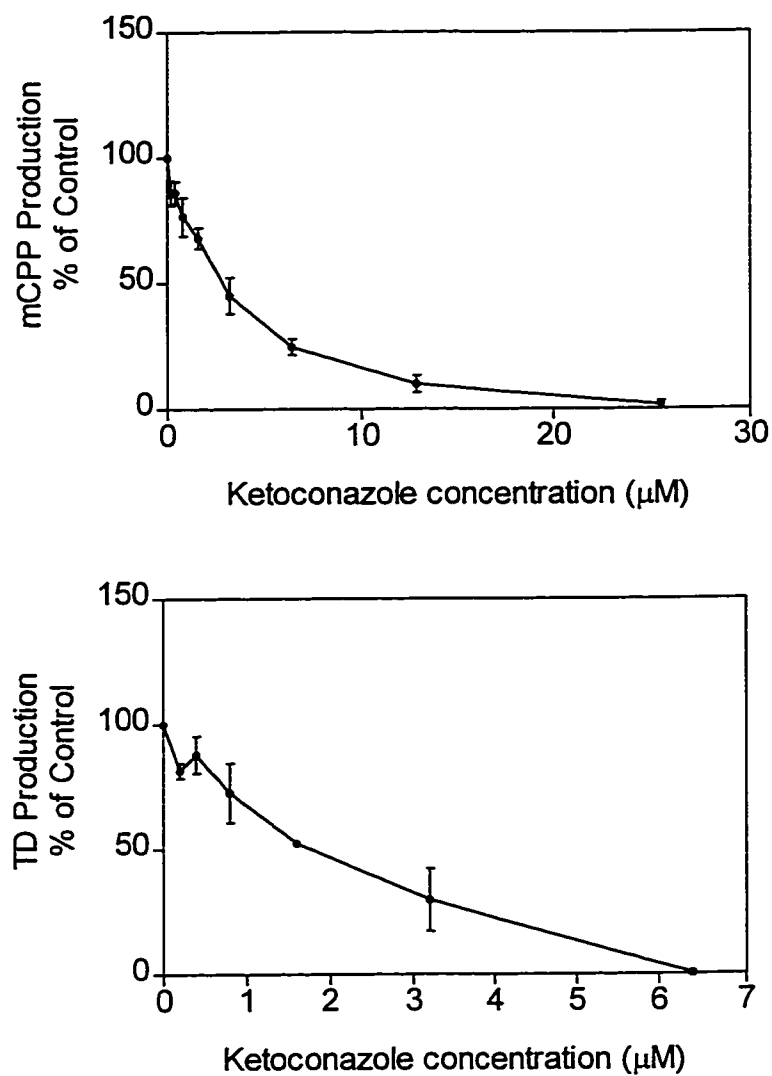 150
100
50
0
mCPP Production
% of Control
0 10 20 30
Ketoconazole concentration (μM)
150
100
50
0
TD Production
% of Control
0 1 2 3 4 5 6 7
Ketoconazole concentration (μM)